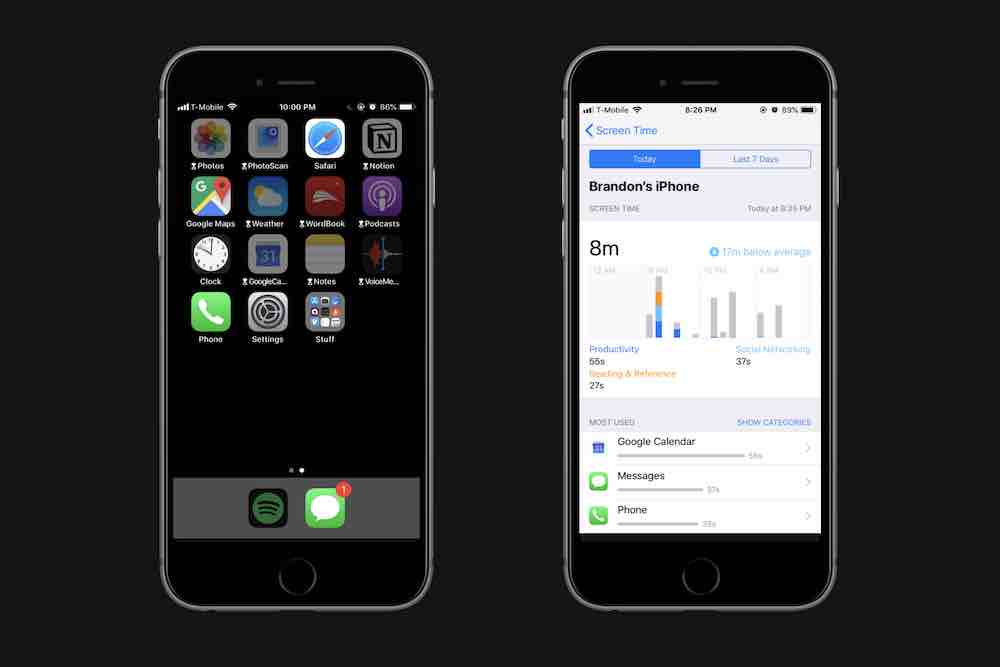 T-Mobile 10:00 PM 86%
Photos PhotoScan Safari Notion
Google Maps Weather WordBook Podcasts
31
Clock GoogleCa... Notes VoiceMe...
Phone Settings Stuff
1
T-Mobile 8:26 PM 89%
Screen Time
Today Last 7 Days
Brandon's iPhone
SCREEN TIME Today at 8:25 PM
8m 17m below average
12 AM 6 AM 12 PM 6 PM
Productivity Social Networking
55s 37s
Reading & Reference
27s
MOST USED SHOW CATEGORIES
31 Google Calendar
55s
Messages
37s
Phone